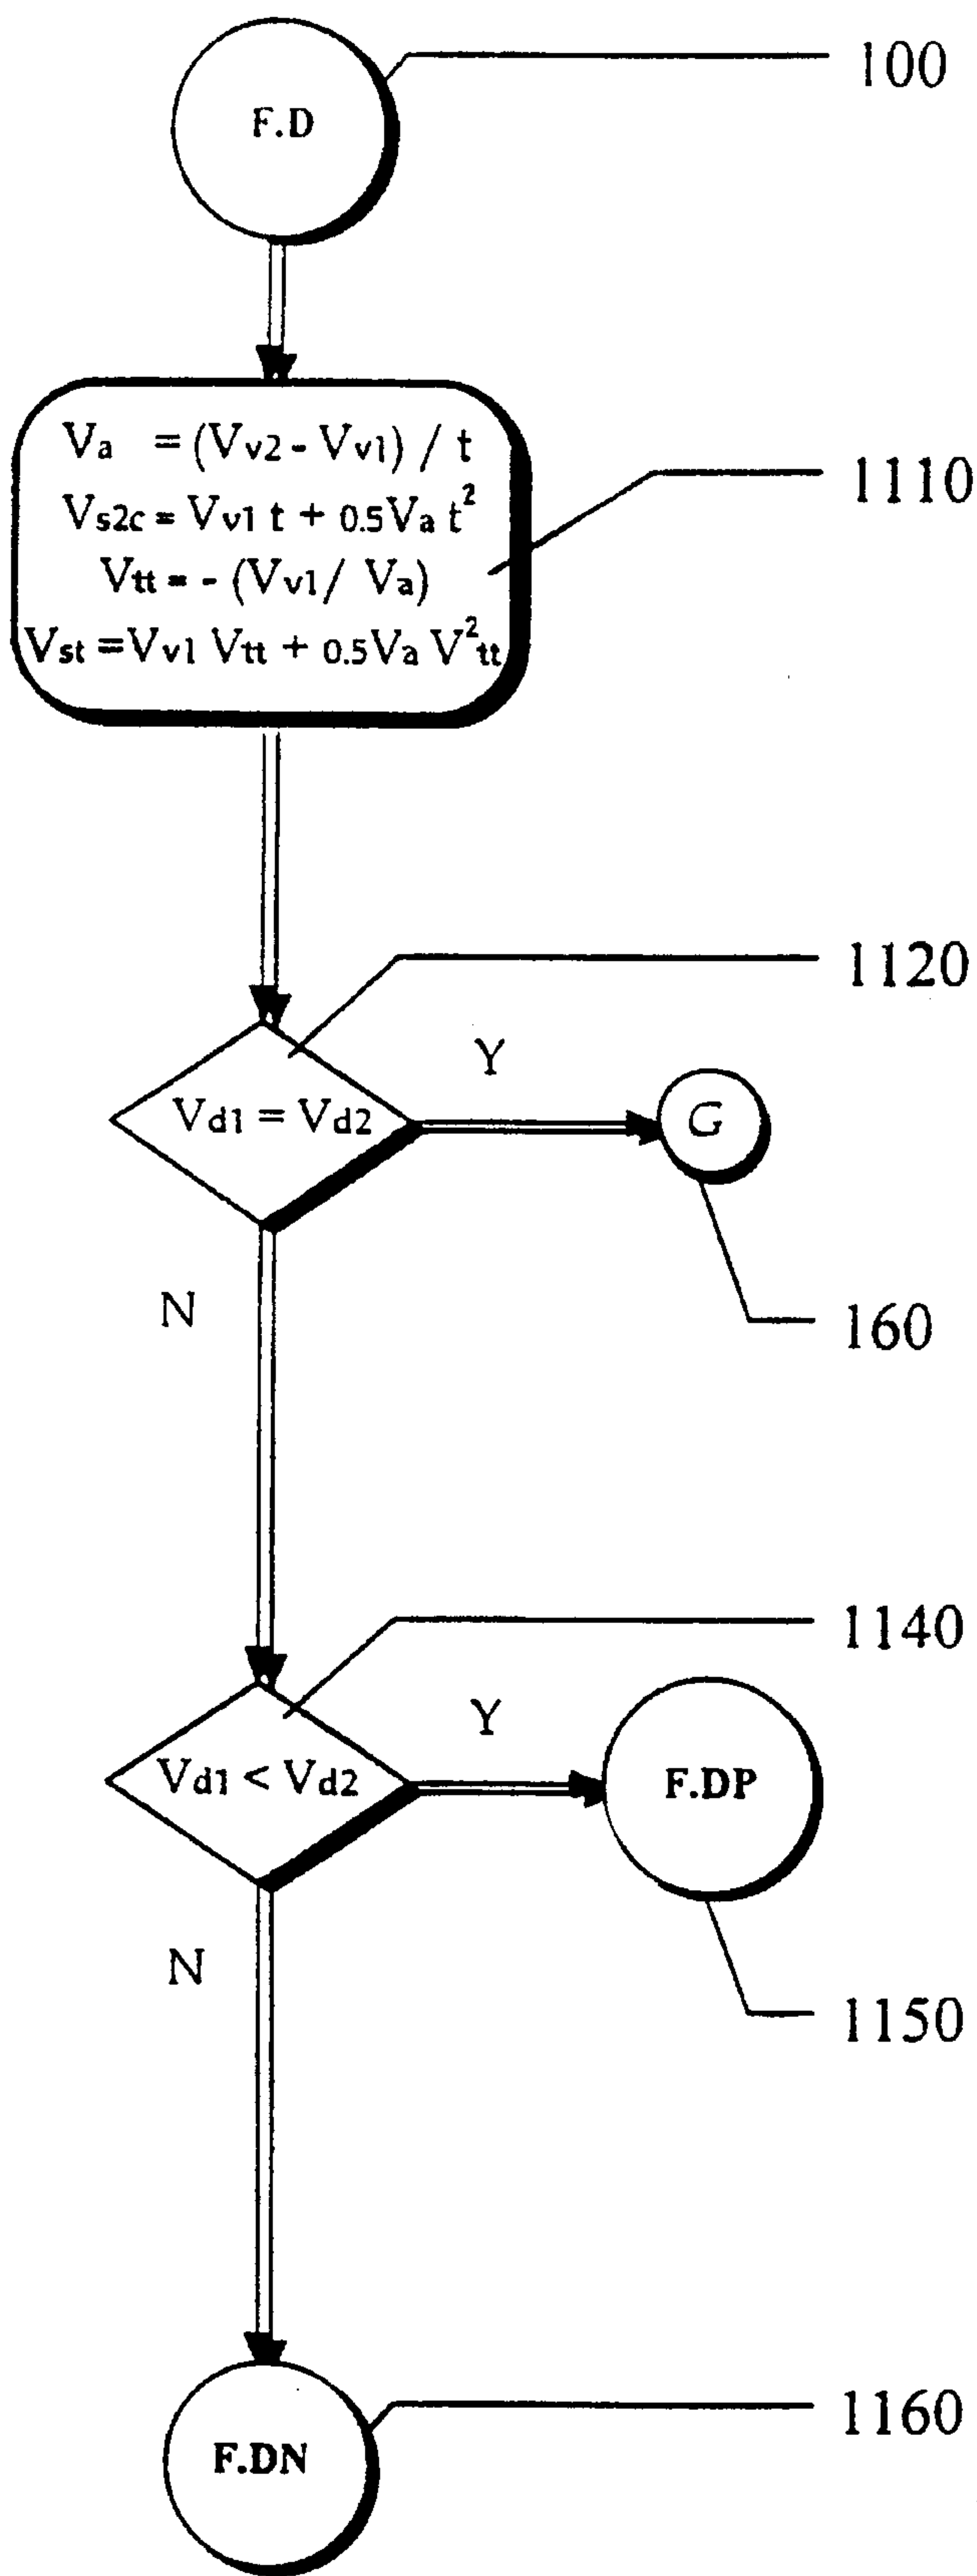 F.D
100
Va = (Vv2 - Vv1) / t
Vs2c = Vv1 t + 0.5Va t²
Vtt = - (Vv1 / Va)
Vst = Vv1 Vtt + 0.5Va V²tt
1110
1120
Vd1 = Vd2
Y
G
N
160
1140
Vd1 < Vd2
Y
F.DP
N
1150
1160
F.DN